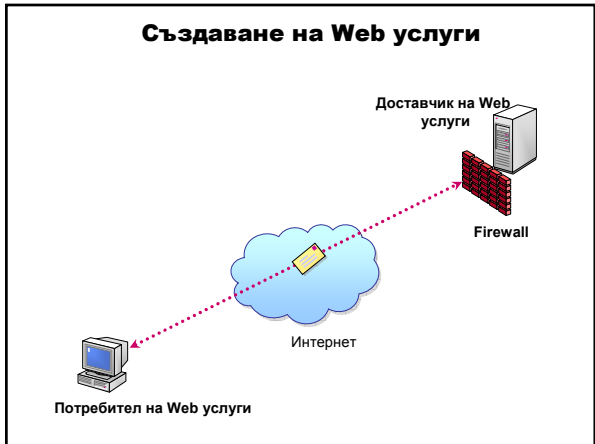 Създаване на Web услуги
Доставчик на Web
услуги
Firewall
Интернет
Потребител на Web услуги